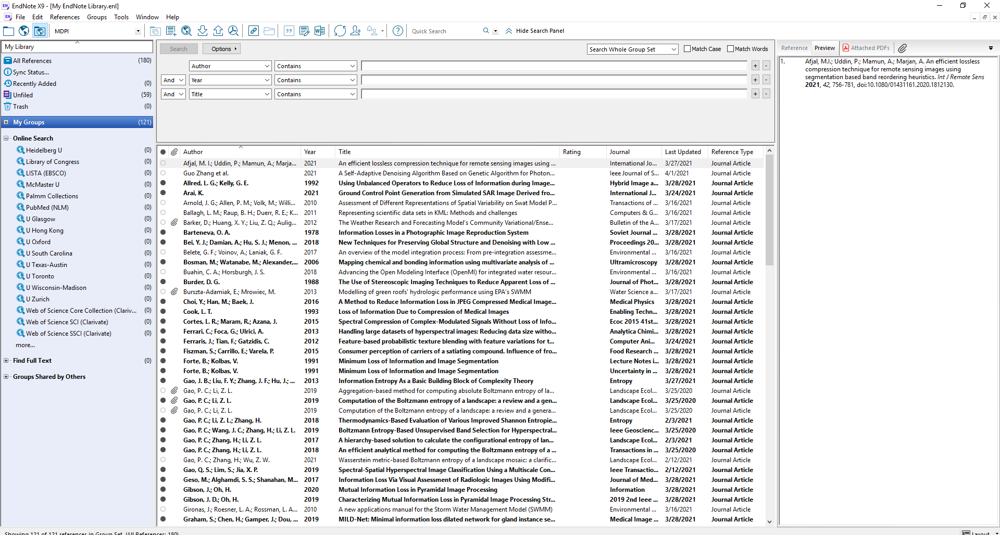 EndNote X9 - [My EndNote Library.enl]
File Edit References Groups Tools Window Help
MDPI Quick Search Hide Search Panel
My Library
All References (180)
Sync Status...
Recently Added (0)
Unfiled (59)
Trash (0)
My Groups (121)
Online Search
Heidelberg U (0)
Library of Congress (0)
LISTA (EBSCO) (0)
McMaster U (0)
Palmm Collections (0)
PubMed (NLM) (0)
U Glasgow (0)
U Hong Kong (0)
U Oxford (0)
U South Carolina (0)
U Texas-Austin (0)
U Toronto (0)
U Wisconsin-Madison (0)
U Zurich (0)
Web of Science Core Collection (Clariv... (0)
Web of Science SCI (Clarivate) (0)
Web of Science SSCI (Clarivate) (0)
more...
Find Full Text (0)
Groups Shared by Others
Search Options Search Whole Group Set Match Case Match Words
Author Contains + -
And Year Contains + -
And Title Contains + -
Author Year Title Rating Journal Last Updated Reference Type
Afjal, M. I.; Uddin, P.; Mamun, A.; Marja... 2021 An efficient lossless compression technique for remote sensing images using ... International Jo... 3/27/2021 Journal Article
Guo Zhang et al. 2021 A Self-Adaptive Denoising Algorithm Based on Genetic Algorithm for Photon... Ieee Journal of S... 4/1/2021 Journal Article
Allred, L. G.; Kelly, G. E. 1992 Using Unbalanced Operators to Reduce Loss of Information during Image... Hybrid Image a... 3/28/2021 Journal Article
Arai, K. 2021 Ground Control Point Generation from Simulated SAR Image Derived fro... International J... 3/24/2021 Journal Article
Arnold, J. G.; Allen, P. M.; Volk, M.; Willi... 2010 Assessment of Different Representations of Spatial Variability on Swat Model P... Transactions of ... 3/16/2021 Journal Article
Ballagh, L. M.; Raup, B. H.; Duerr, R. E.; K... 2011 Representing scientific data sets in KML: Methods and challenges Computers & G... 3/16/2021 Journal Article
Barker, D.; Huang, X. Y.; Liu, Z. Q.; Aulig... 2012 The Weather Research and Forecasting Model's Community Variational/Ense... Bulletin of the A... 3/17/2021 Journal Article
Barteneva, O. A. 1978 Information Losses in a Photographic Image Reproduction System Soviet Journal ... 3/28/2021 Journal Article
Bei, Y. J.; Damian, A.; Hu, S. J.; Menon, ... 2018 New Techniques for Preserving Global Structure and Denoising with Low ... Proceedings 20... 3/28/2021 Journal Article
Belete, G. F.; Voinov, A.; Laniak, G. F. 2017 An overview of the model integration process: From pre-integration assessme... Environmental ... 3/16/2021 Journal Article
Bosman, M.; Watanabe, M.; Alexander,... 2006 Mapping chemical and bonding information using multivariate analysis of ... Ultramicroscopy 3/28/2021 Journal Article
Buahin, C. A.; Horsburgh, J. S. 2018 Advancing the Open Modeling Interface (OpenMI) for integrated water resour... Environmental ... 3/16/2021 Journal Article
Burder, D. G. 1988 The Use of Stereoscopic Imaging Techniques to Reduce Apparent Loss of ... Journal of Phot... 3/28/2021 Journal Article
Burszta-Adamiak, E.; Mrowiec, M. 2013 Modelling of green roofs' hydrologic performance using EPA's SWMM Water Science a... 3/17/2021 Journal Article
Choi, Y.; Han, M.; Baek, J. 2016 A Method to Reduce Information Loss in JPEG Compressed Medical Image... Medical Physics 3/28/2021 Journal Article
Cook, L. T. 1993 Loss of Information Due to Compression of Medical Images Enabling Techn... 3/28/2021 Journal Article
Cortes, L. R.; Maram, R.; Azana, J. 2015 Spectral Compression of Complex-Modulated Signals Without Loss of Info... Ecoc 2015 41st... 3/28/2021 Journal Article
Ferrari, C.; Foca, G.; Ulrici, A. 2013 Handling large datasets of hyperspectral images: Reducing data size witho... Analytica Chimi... 3/28/2021 Journal Article
Ferraris, J.; Tian, F.; Gatzidis, C. 2012 Feature-based probabilistic texture blending with feature variations for t... Computer Ani... 3/24/2021 Journal Article
Fiszman, S.; Carrillo, E.; Varela, P. 2015 Consumer perception of carriers of a satiating compound. Influence of fro... Food Research ... 3/28/2021 Journal Article
Forte, B.; Kolbas, V. 1991 Minimum Loss of Information and Image Segmentation Lecture Notes i... 3/28/2021 Journal Article
Forte, B.; Kolbas, V. 1991 Minimum Loss of Information and Image Segmentation Uncertainty in ... 3/28/2021 Journal Article
Gao, J. B.; Liu, F. Y.; Zhang, J. F.; Hu, J.; ... 2013 Information Entropy As a Basic Building Block of Complexity Theory Entropy 3/27/2021 Journal Article
Gao, P. C.; Li, Z. L. 2019 Aggregation-based method for computing absolute Boltzmann entropy of la... Landscape Ecol... 3/25/2020 Journal Article
Gao, P. C.; Li, Z. L. 2019 Computation of the Boltzmann entropy of a landscape: a review and a gen... Landscape Ecol... 3/25/2020 Journal Article
Gao, P. C.; Li, Z. L. 2019 Computation of the Boltzmann entropy of a landscape: a review and a genera... Landscape Ecol... 3/25/2020 Journal Article
Gao, P. C.; Li, Z. L.; Zhang, H. 2018 Thermodynamics-Based Evaluation of Various Improved Shannon Entropie... Entropy 2/3/2021 Journal Article
Gao, P. C.; Wang, J. C.; Zhang, H.; Li, Z. L. 2019 Boltzmann Entropy-Based Unsupervised Band Selection for Hyperspectral... Ieee Geoscienc... 3/25/2020 Journal Article
Gao, P. C.; Zhang, H.; Li, Z. L. 2017 A hierarchy-based solution to calculate the configurational entropy of lan... Landscape Ecol... 2/3/2021 Journal Article
Gao, P. C.; Zhang, H.; Li, Z. L. 2018 An efficient analytical method for computing the Boltzmann entropy of a ... Transactions in ... 3/25/2020 Journal Article
Gao, P. C.; Zhang, H.; Wu, Z. W. 2021 Wasserstein metric-based Boltzmann entropy of a landscape mosaic: a clarific... Landscape Ecol... 2/12/2021 Journal Article
Gao, Q. S.; Lim, S.; Jia, X. P. 2019 Spectral-Spatial Hyperspectral Image Classification Using a Multiscale Con... Ieee Transactio... 2/12/2021 Journal Article
Geso, M.; Alghamdi, S. S.; Shanahan, M... 2017 Information Loss Via Visual Assessment of Radiologic Images Using Modifi... Journal of Med... 3/28/2021 Journal Article
Gibson, J.; Oh, H. 2020 Mutual Information Loss in Pyramidal Image Processing Information 3/28/2021 Journal Article
Gibson, J. D.; Oh, H. 2019 Characterizing Mutual Information Loss in Pyramidal Image Processing Str... 2019 2nd Ieee ... 3/28/2021 Journal Article
Gironas, J.; Roesner, L. A.; Rossman, L. A... 2010 A new applications manual for the Storm Water Management Model (SWMM) Environmental ... 3/16/2021 Journal Article
Graham, S.; Chen, H.; Gamper, J.; Dou, ... 2019 MILD-Net: Minimal information loss dilated network for gland instance se... Medical Image ... 3/28/2021 Journal Article
Reference Preview Attached PDFs
1. Afjal, M.I.; Uddin, P.; Mamun, A.; Marjan, A. An efficient lossless
compression technique for remote sensing images using
segmentation based band reordering heuristics. Int J Remote Sens
2021, 42, 756-781, doi:10.1080/01431161.2020.1812130.
Showing 121 of 121 references in Group Set. (All References: 180)
Layout